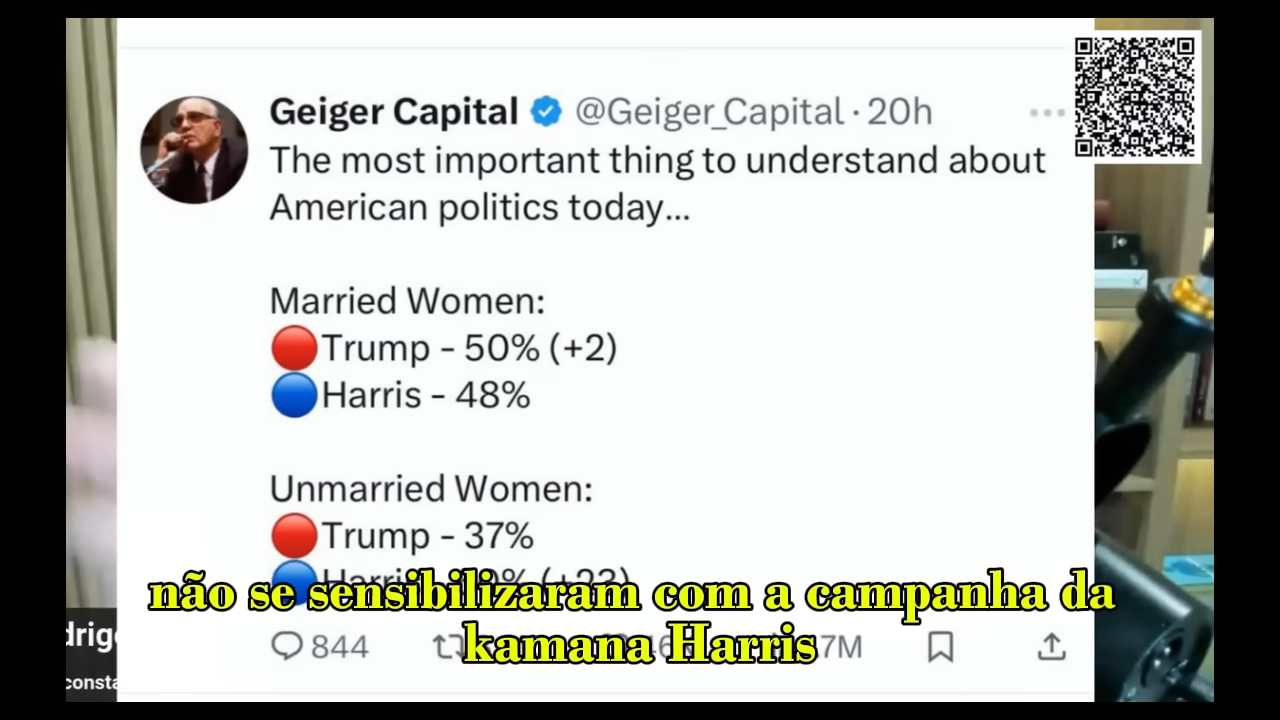 Geiger Capital @Geiger_Capital · 20h
The most important thing to understand about
American politics today...
Married Women:
Trump - 50% (+2)
Harris - 48%
Unmarried Women:
Trump - 37%
não se sensibilizaram com a campanha da
kamana Harris
844